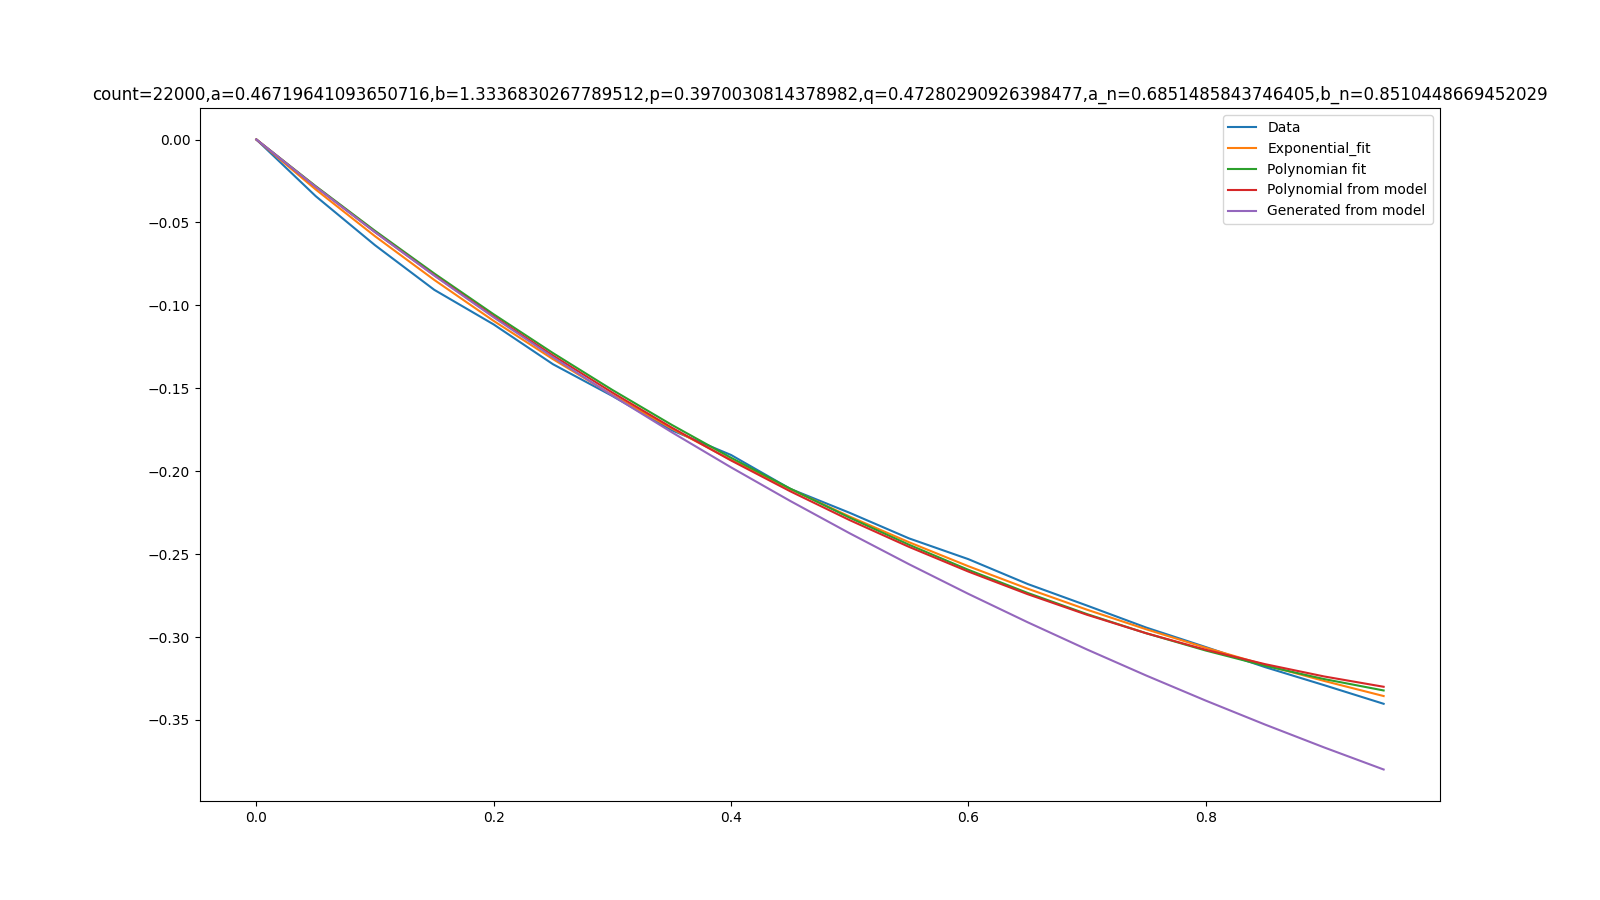 count=22000,a=0.46719641093650716,b=1.3336830267789512,p=0.3970030814378982,q=0.47280290926398477,a_n=0.6851485843746405,b_n=0.8510448669452029
Data
Exponential_fit
Polynomian fit
Polynomial from model
Generated from model
0.00
−0.05
−0.10
−0.15
−0.20
−0.25
−0.30
−0.35
0.0 0.2 0.4 0.6 0.8